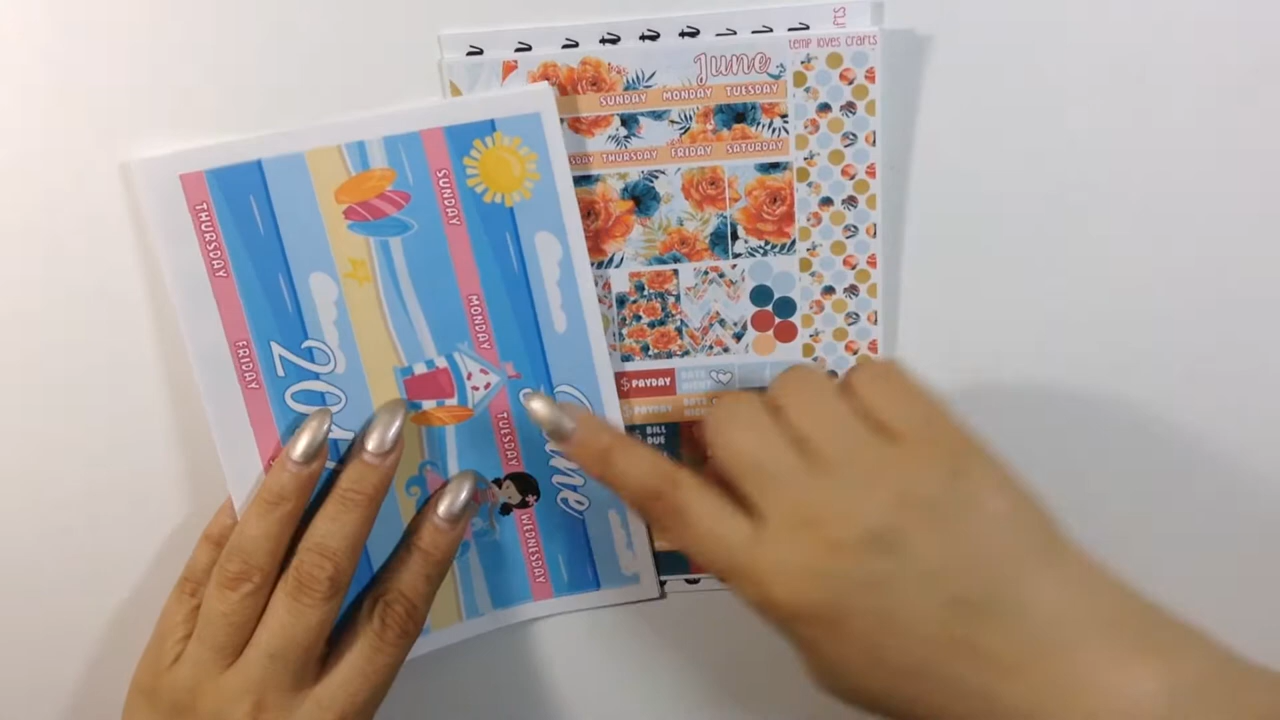 temp loves crafts
June
SUNDAY MONDAY TUESDAY
THURSDAY FRIDAY SATURDAY
$ PAYDAY
DATE
NIGHT
PAYDAY
BILL
DUE
SUNDAY
MONDAY
TUESDAY
WEDNESDAY
THURSDAY
FRIDAY